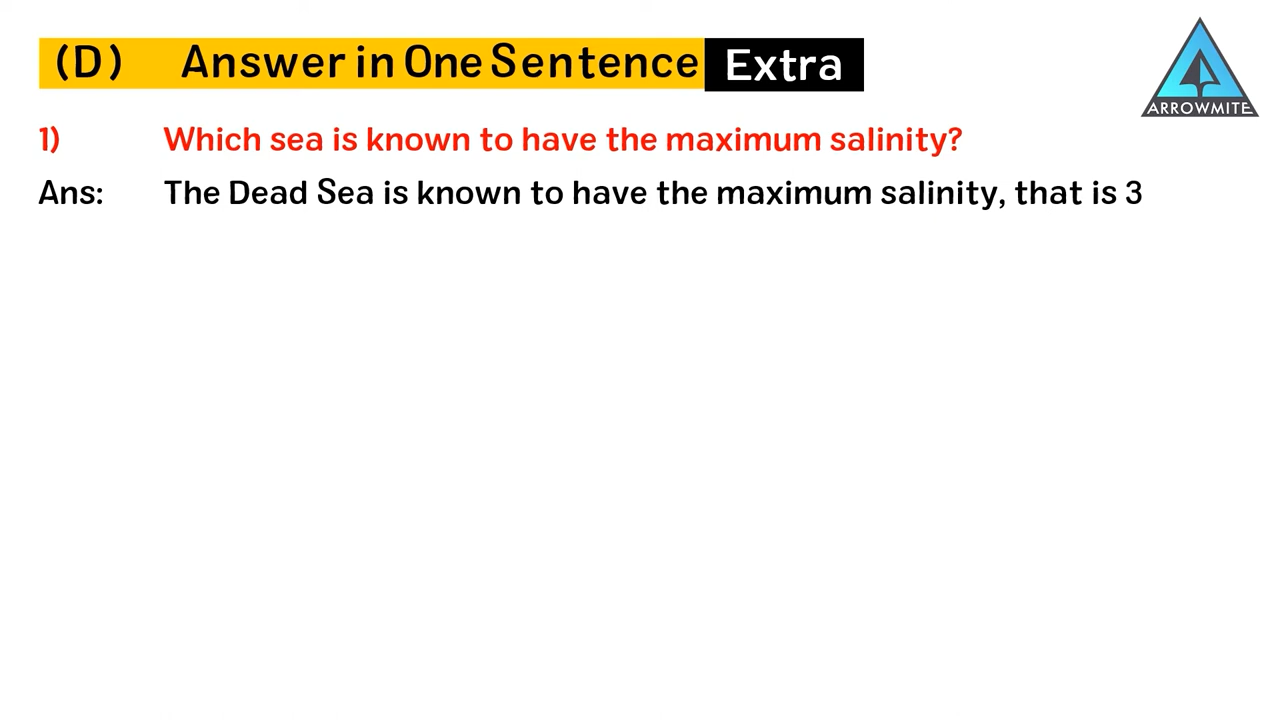 (D) Answer in One Sentence Extra
ARROWMITE
1) Which sea is known to have the maximum salinity?
Ans: The Dead Sea is known to have the maximum salinity, that is 3